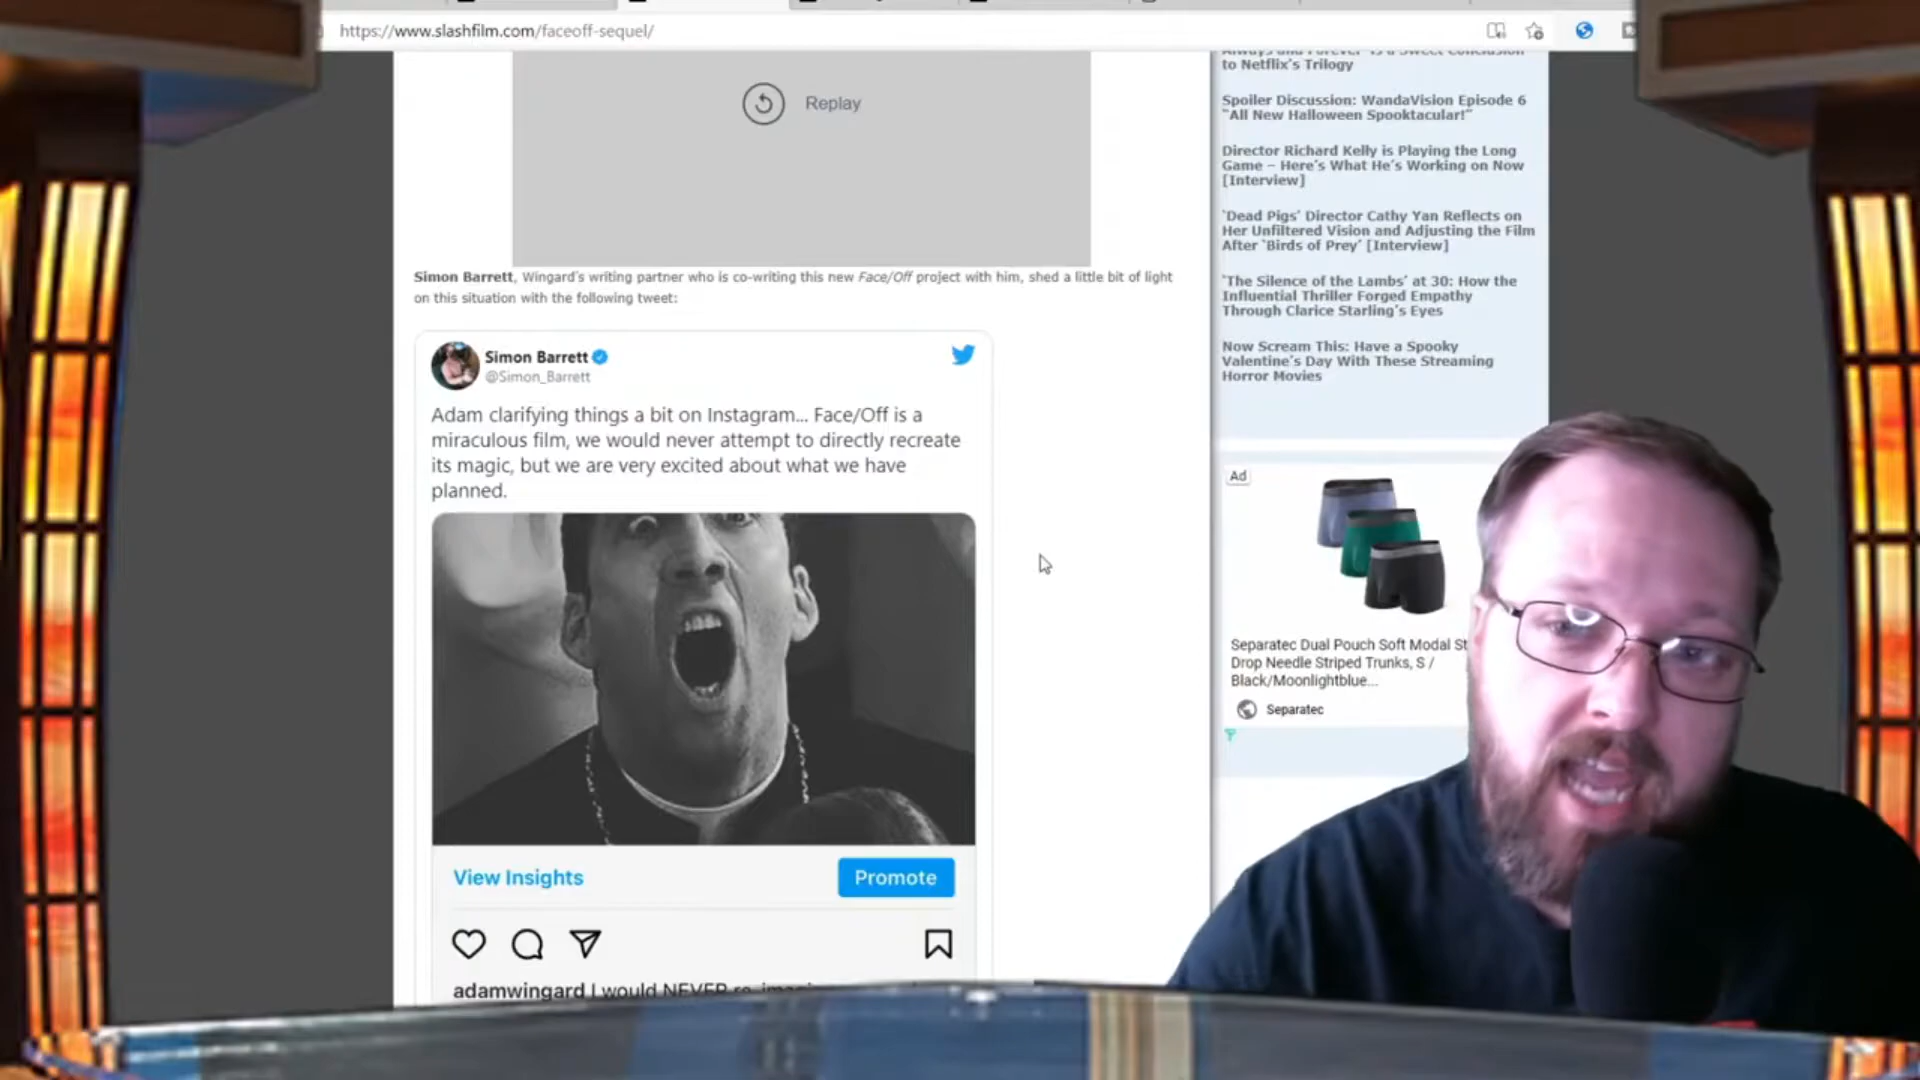 https://www.slashfilm.com/faceoff-sequel/
Replay
Simon Barrett, Wingard's writing partner who is co-writing this new Face/Off project with him, shed a little bit of light
on this situation with the following tweet:
Simon Barrett
@Simon_Barrett
Adam clarifying things a bit on Instagram... Face/Off is a
miraculous film, we would never attempt to directly recreate
its magic, but we are very excited about what we have
planned.
View Insights
Promote
adamwingard I would NEVER
Always and Forever' is a Sweet Conclusion
to Netflix's Trilogy
Spoiler Discussion: WandaVision Episode 6
"All New Halloween Spooktacular!"
Director Richard Kelly is Playing the Long
Game – Here's What He's Working on Now
[Interview]
'Dead Pigs' Director Cathy Yan Reflects on
Her Unfiltered Vision and Adjusting the Film
After 'Birds of Prey' [Interview]
'The Silence of the Lambs' at 30: How the
Influential Thriller Forged Empathy
Through Clarice Starling's Eyes
Now Scream This: Have a Spooky
Valentine's Day With These Streaming
Horror Movies
Ad
Separatec Dual Pouch Soft Modal St
Drop Needle Striped Trunks, S /
Black/Moonlightblue...
Separatec